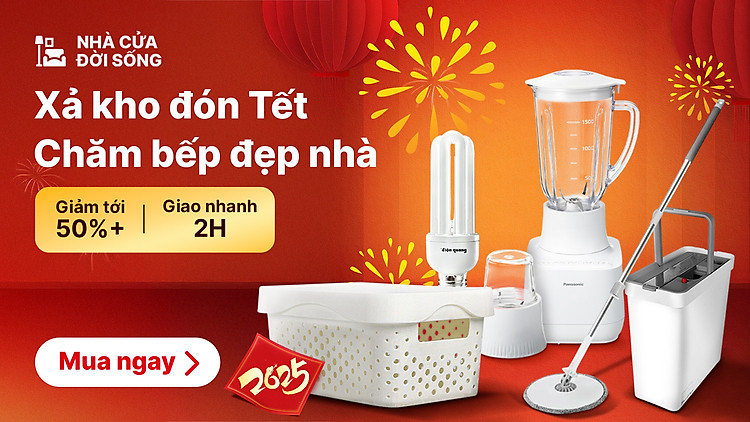 NHÀ CỬA
ĐỜI SỐNG
Xả kho đón Tết
Chăm bếp đẹp nhà
Giảm tới
50%+
Giao nhanh
2H
Mua ngay
điện quang
Panasonic
1500
2025